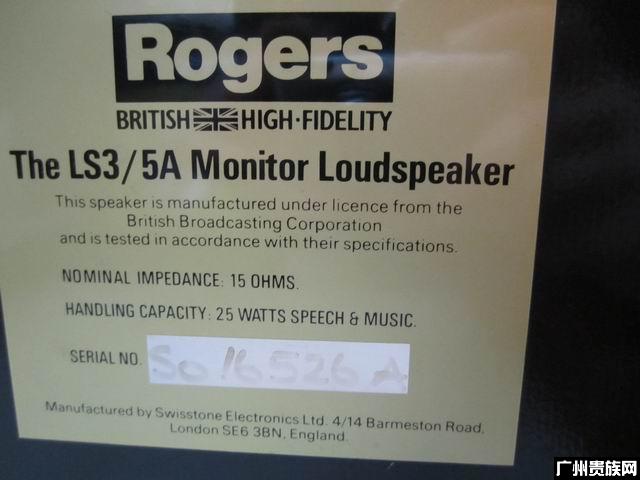 Rogers
BRITISH HIGH·FIDELITY
The LS3/5A Monitor Loudspeaker
This speaker is manufactured under licence from the
British Broadcasting Corporation
and is tested in accordance with their specifications.
NOMINAL IMPEDANCE: 15 OHMS.
HANDLING CAPACITY: 25 WATTS SPEECH & MUSIC.
SERIAL NO. So 16526 A
Manufactured by Swisstone Electronics Ltd. 4/14 Barmeston Road.
London SE6 3BN, England.
广州贵族网